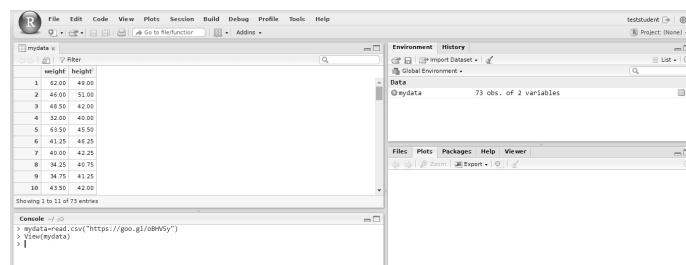 R File Edit Code View Plots Session Build Debug Profile Tools Help teststudent
Go to file/function Addins Project: (None)
mydata
Filter
weight height
1 62.00 49.00
2 46.00 51.00
3 48.50 42.00
4 32.00 40.00
5 63.50 45.50
6 41.25 46.25
7 40.00 42.25
8 34.25 40.75
9 34.75 41.25
10 43.50 42.00
Showing 1 to 11 of 73 entries
Console ~/
> mydata=read.csv("https://goo.gl/oBHV5y")
> View(mydata)
>
Environment History
Import Dataset List
Global Environment
Data
mydata 73 obs. of 2 variables
Files Plots Packages Help Viewer
Zoom Export